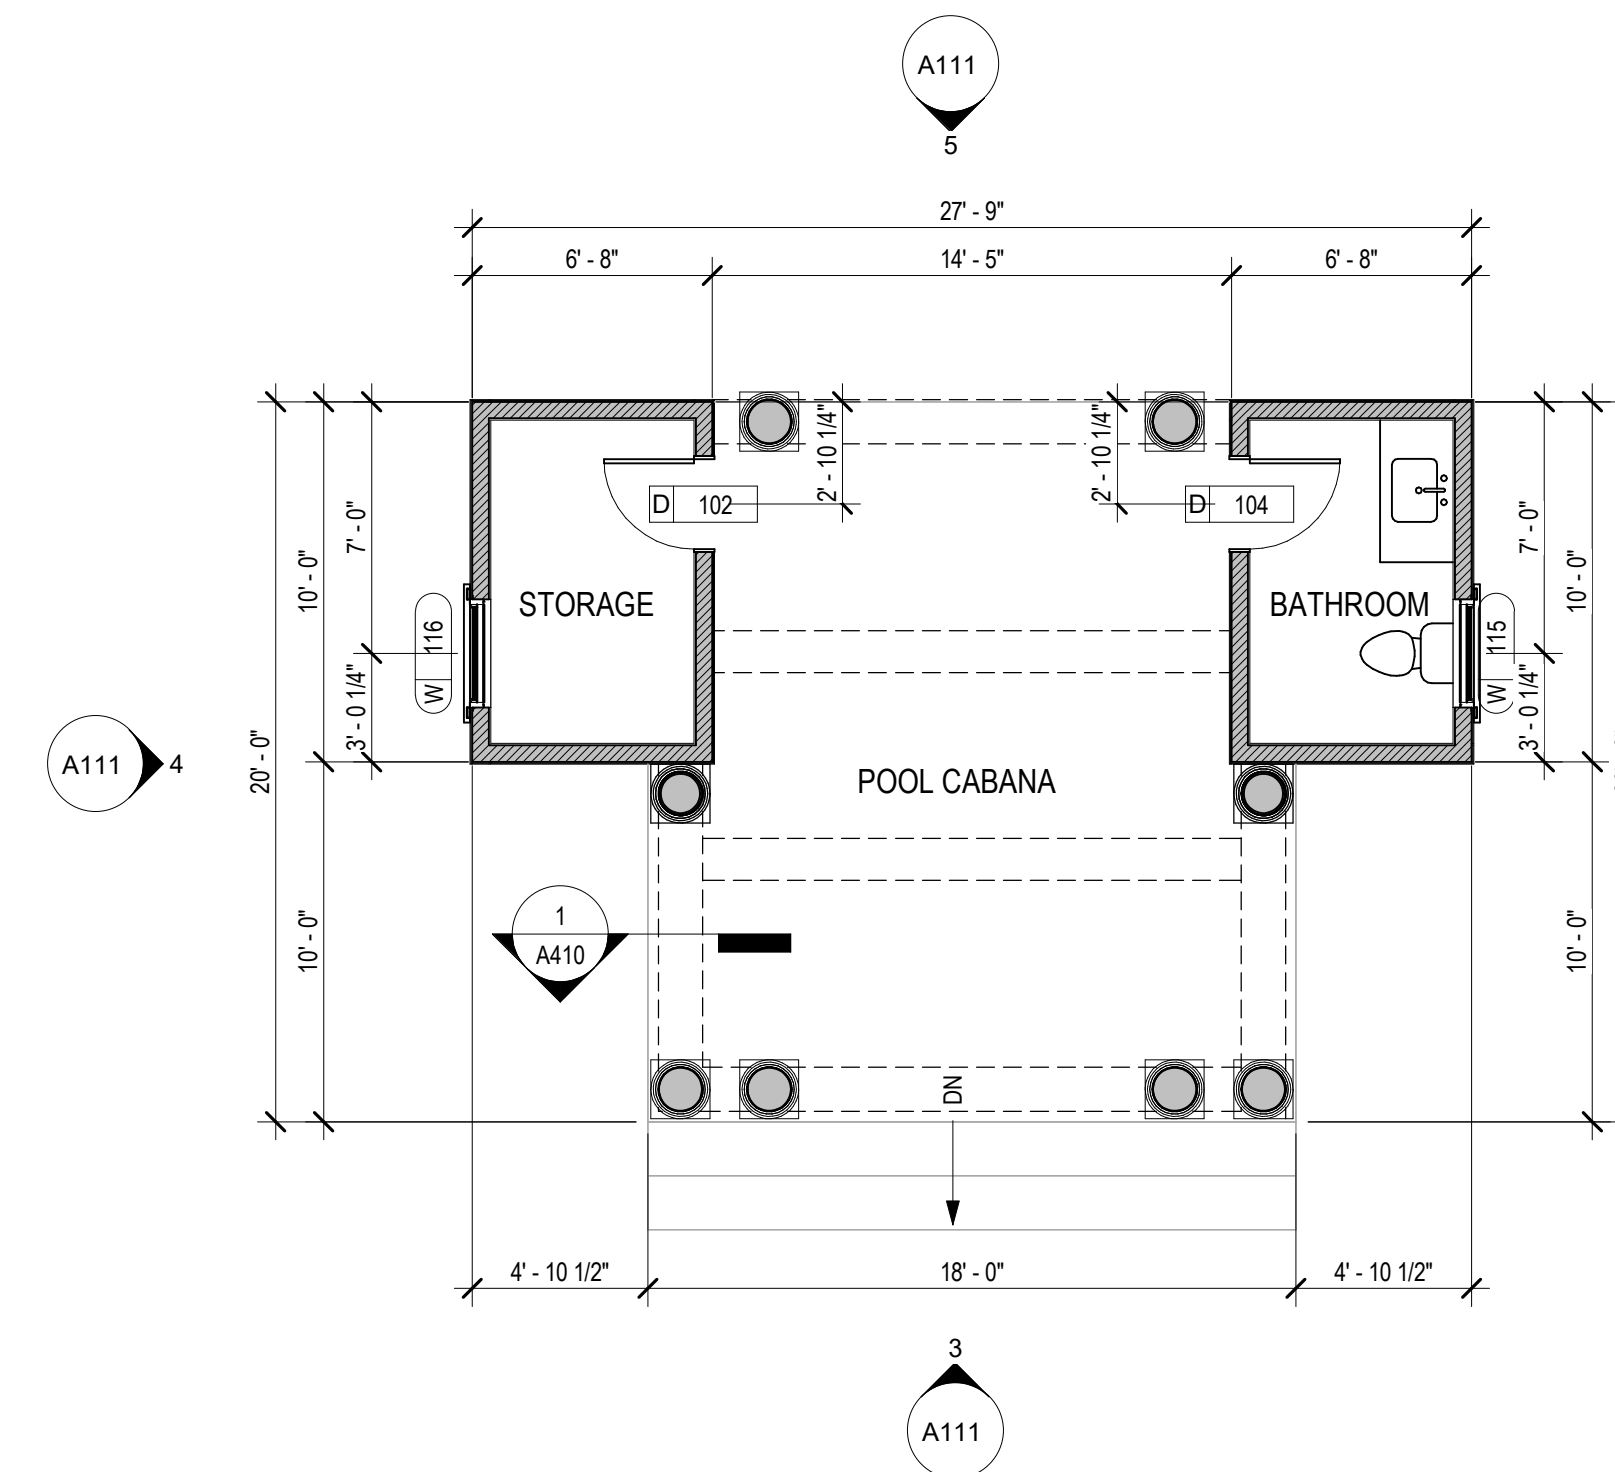 A111
5
27' - 9"
6' - 8"
14' - 5"
6' - 8"
2' - 10 1/4"
2' - 10 1/4"
D 102
D 104
7' - 0"
7' - 0"
10' - 0"
10' - 0"
STORAGE
BATHROOM
116
W
115
W
3' - 0 1/4"
3' - 0 1/4"
20' - 0"
A111
4
POOL CABANA
1
A410
10' - 0"
10' - 0"
DN
4' - 10 1/2"
18' - 0"
4' - 10 1/2"
3
A111